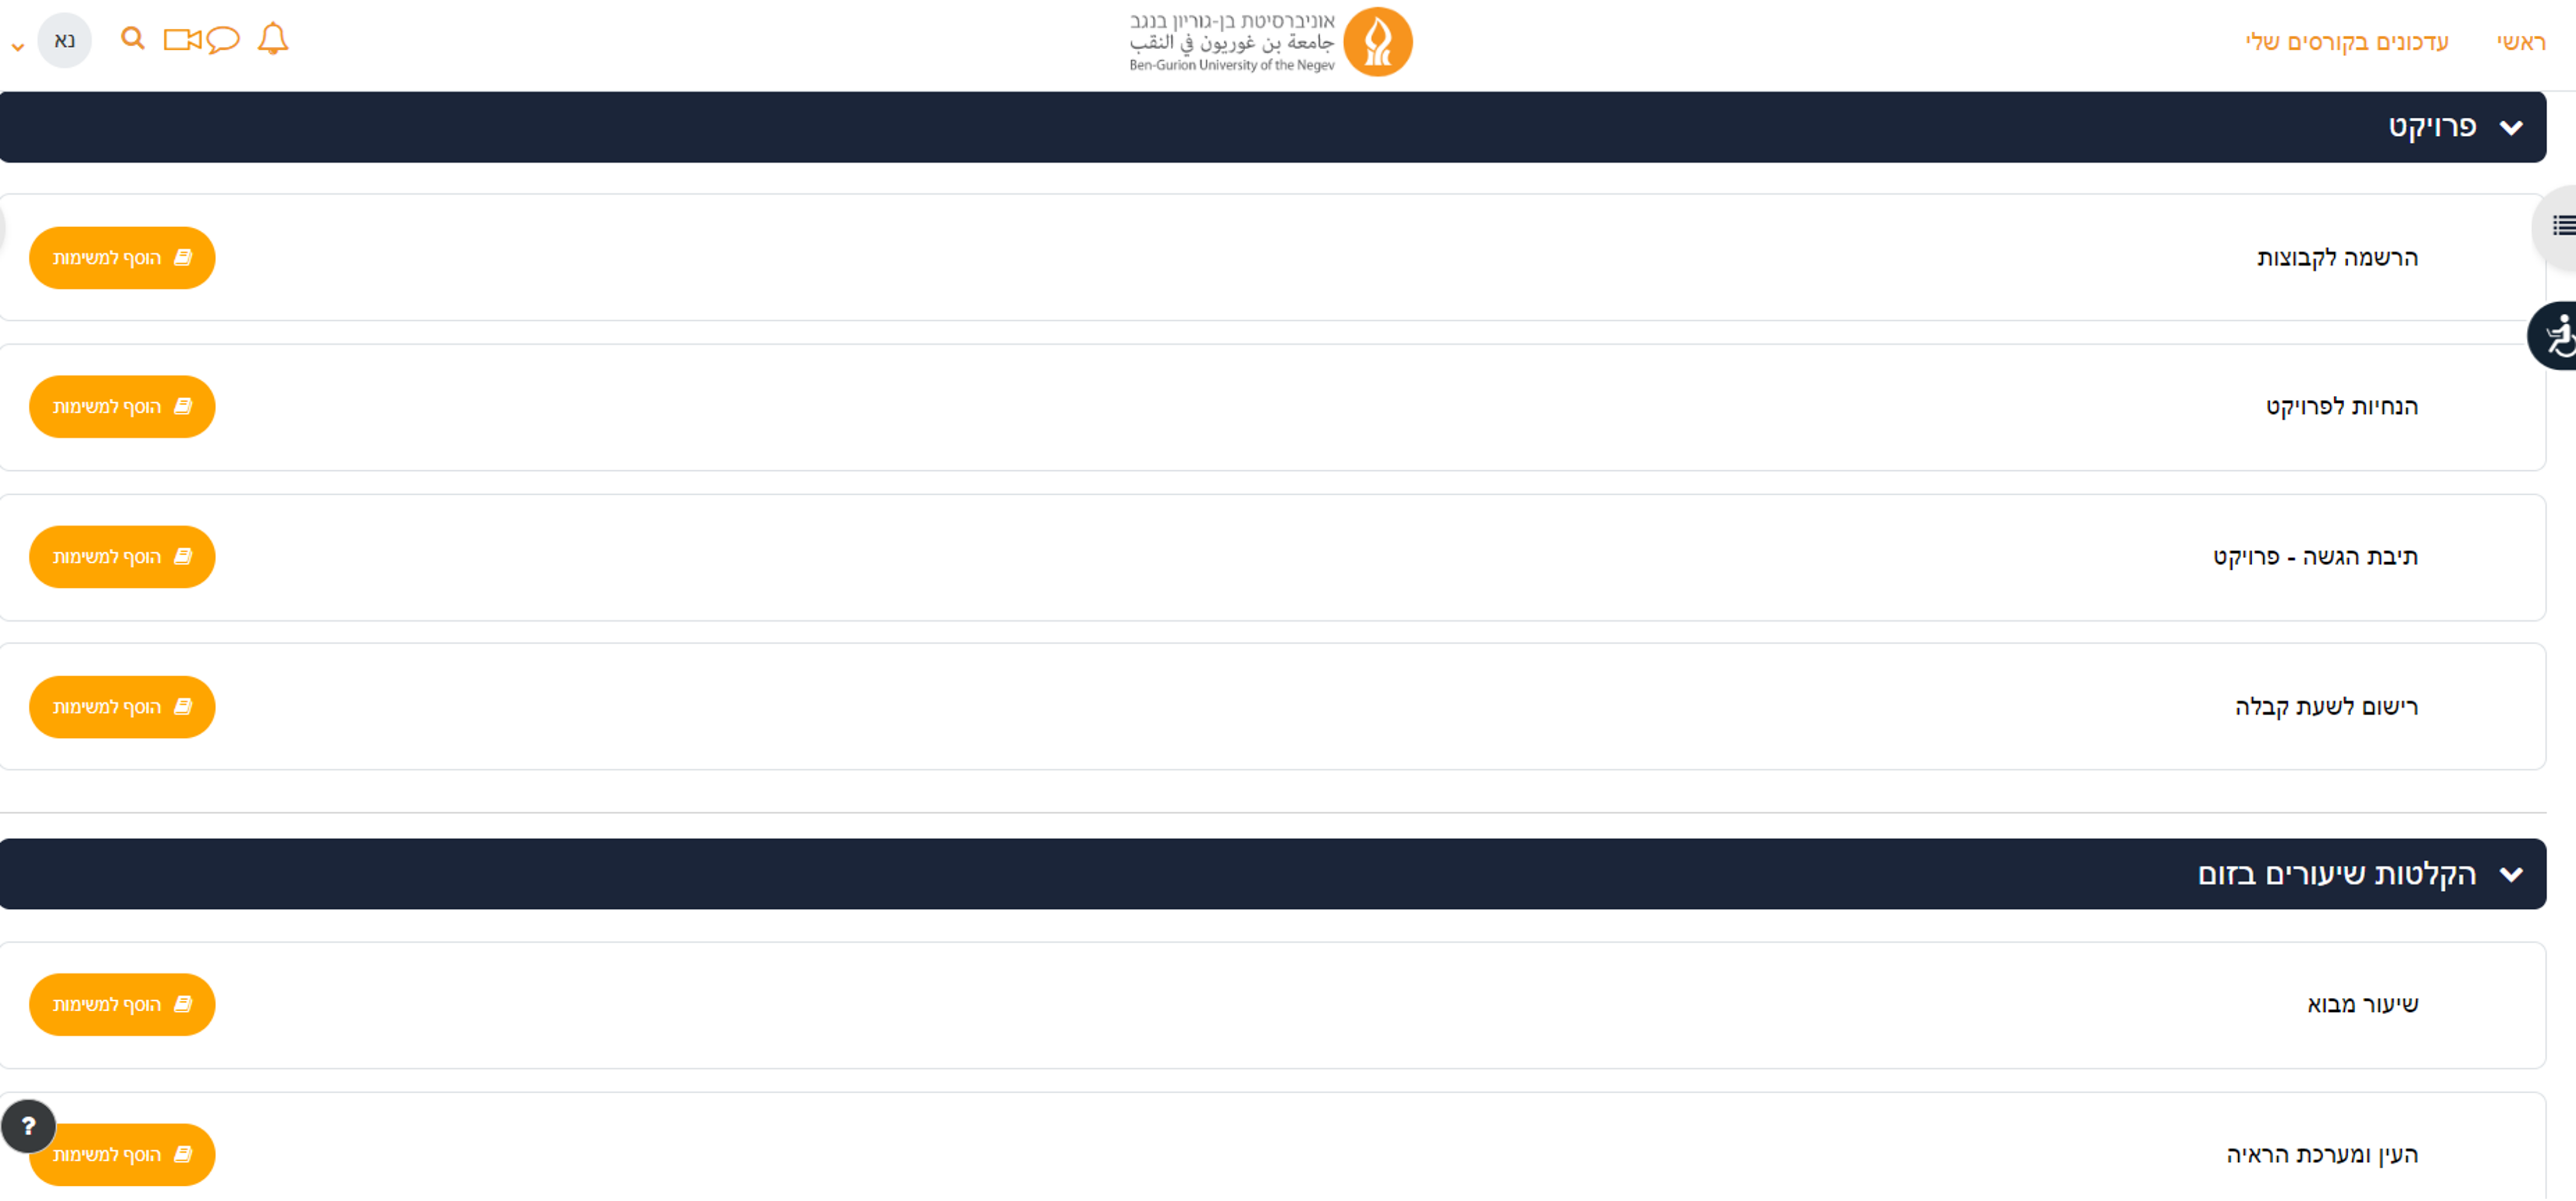 ראשי
עדכונים בקורסים שלי
אוניברסיטת בן-גוריון בנגב
جامعة بن غوريون في النقب
Ben-Gurion University of the Negev
נא
פרויקט
הרשמה לקבוצות
הוסף למשימות
הנחיות לפרויקט
הוסף למשימות
תיבת הגשה - פרויקט
הוסף למשימות
רישום לשעת קבלה
הוסף למשימות
הקלטות שיעורים בזום
שיעור מבוא
הוסף למשימות
העין ומערכת הראיה
הוסף למשימות
?